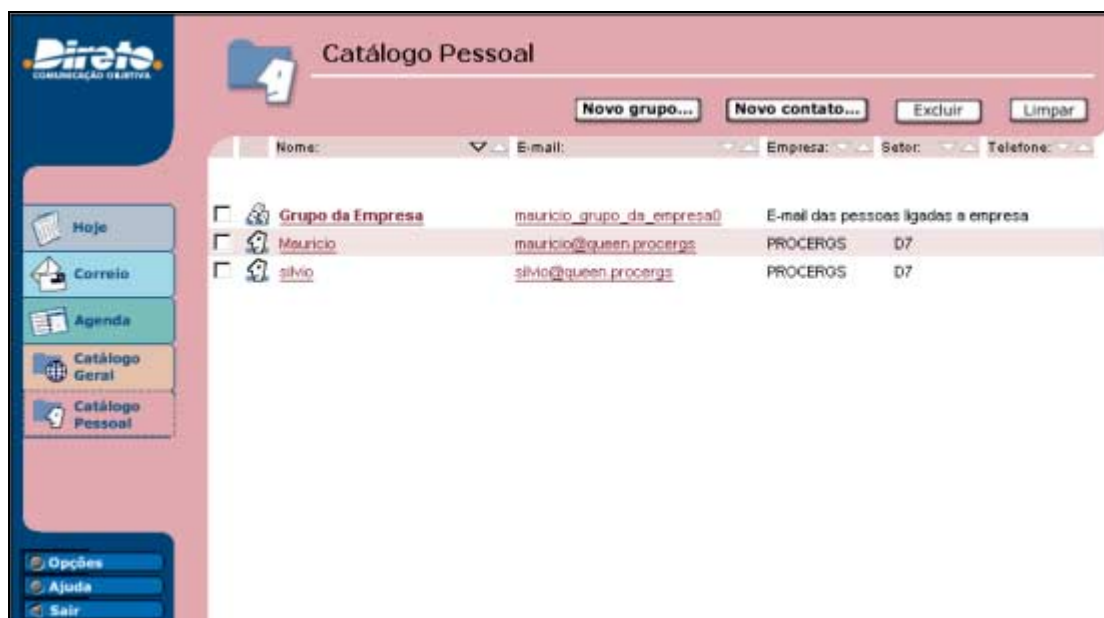 Direto
COMUNICAÇÃO OBJETIVA
Catálogo Pessoal
Novo grupo... Novo contato... Excluir Limpar
Nome: E-mail: Empresa: Setor: Telefone:
Grupo da Empresa mauricio_grupo_da_empresa0 E-mail das pessoas ligadas a empresa
Mauricio mauricio@queen.procergs PROCERGS D7
silvio silvio@queen.procergs PROCERGS D7
Hoje
Correio
Agenda
Catálogo
Geral
Catálogo
Pessoal
Opções
Ajuda
Sair